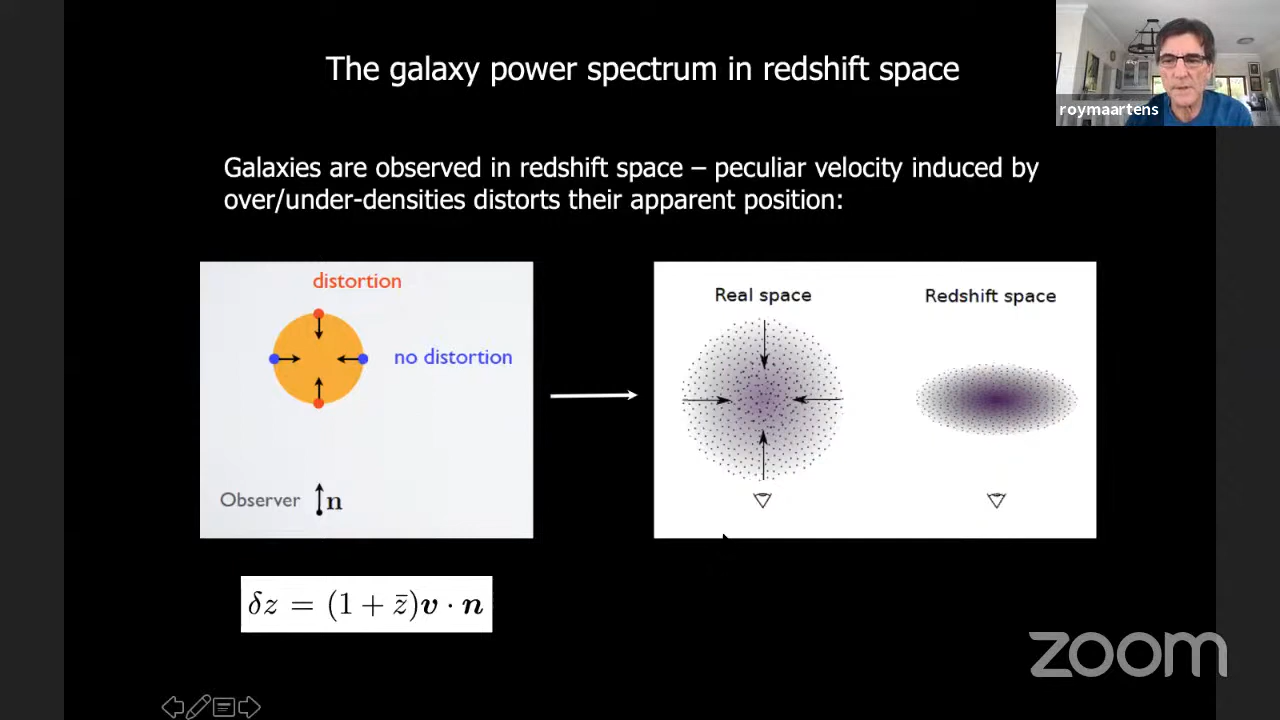 The galaxy power spectrum in redshift space
roymaartens
Galaxies are observed in redshift space – peculiar velocity induced by
over/under-densities distorts their apparent position:
distortion
no distortion
Observer n
Real space
Redshift space
δz = (1 + z̄)v · n
zoom